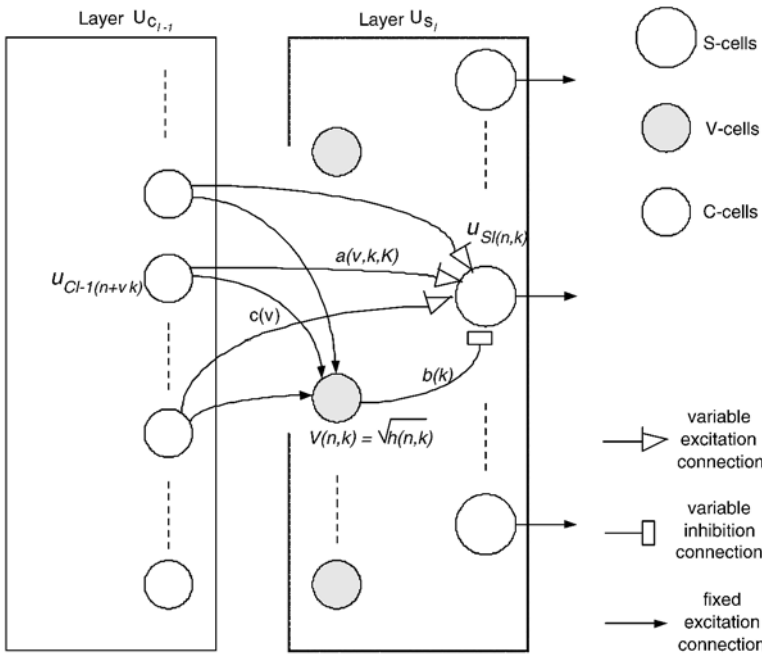 Layer U_{C_{l-1}}
Layer U_{S_l}
S-cells
V-cells
C-cells
u_{Sl(n,k)}
a(v,k,K)
u_{Cl-1(n+v k)}
c(v)
b(k)
V(n,k) = √h(n,k)
variable
excitation
connection
variable
inhibition
connection
fixed
excitation
connection